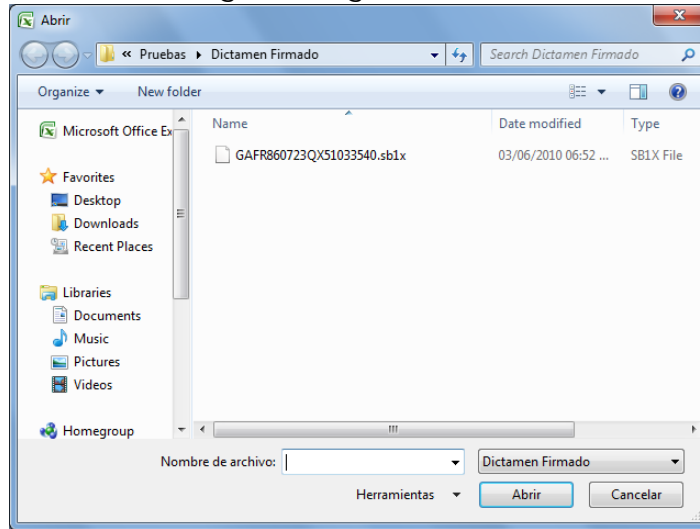 Abrir
« Pruebas ▸ Dictamen Firmado
Search Dictamen Firmado
Organize ▾ New folder
Microsoft Office Ex
Favorites
Desktop
Downloads
Recent Places
Libraries
Documents
Music
Pictures
Videos
Homegroup
Name Date modified Type
GAFR860723QX51033540.sb1x 03/06/2010 06:52 ... SB1X File
Nombre de archivo: Dictamen Firmado
Herramientas ▾ Abrir Cancelar